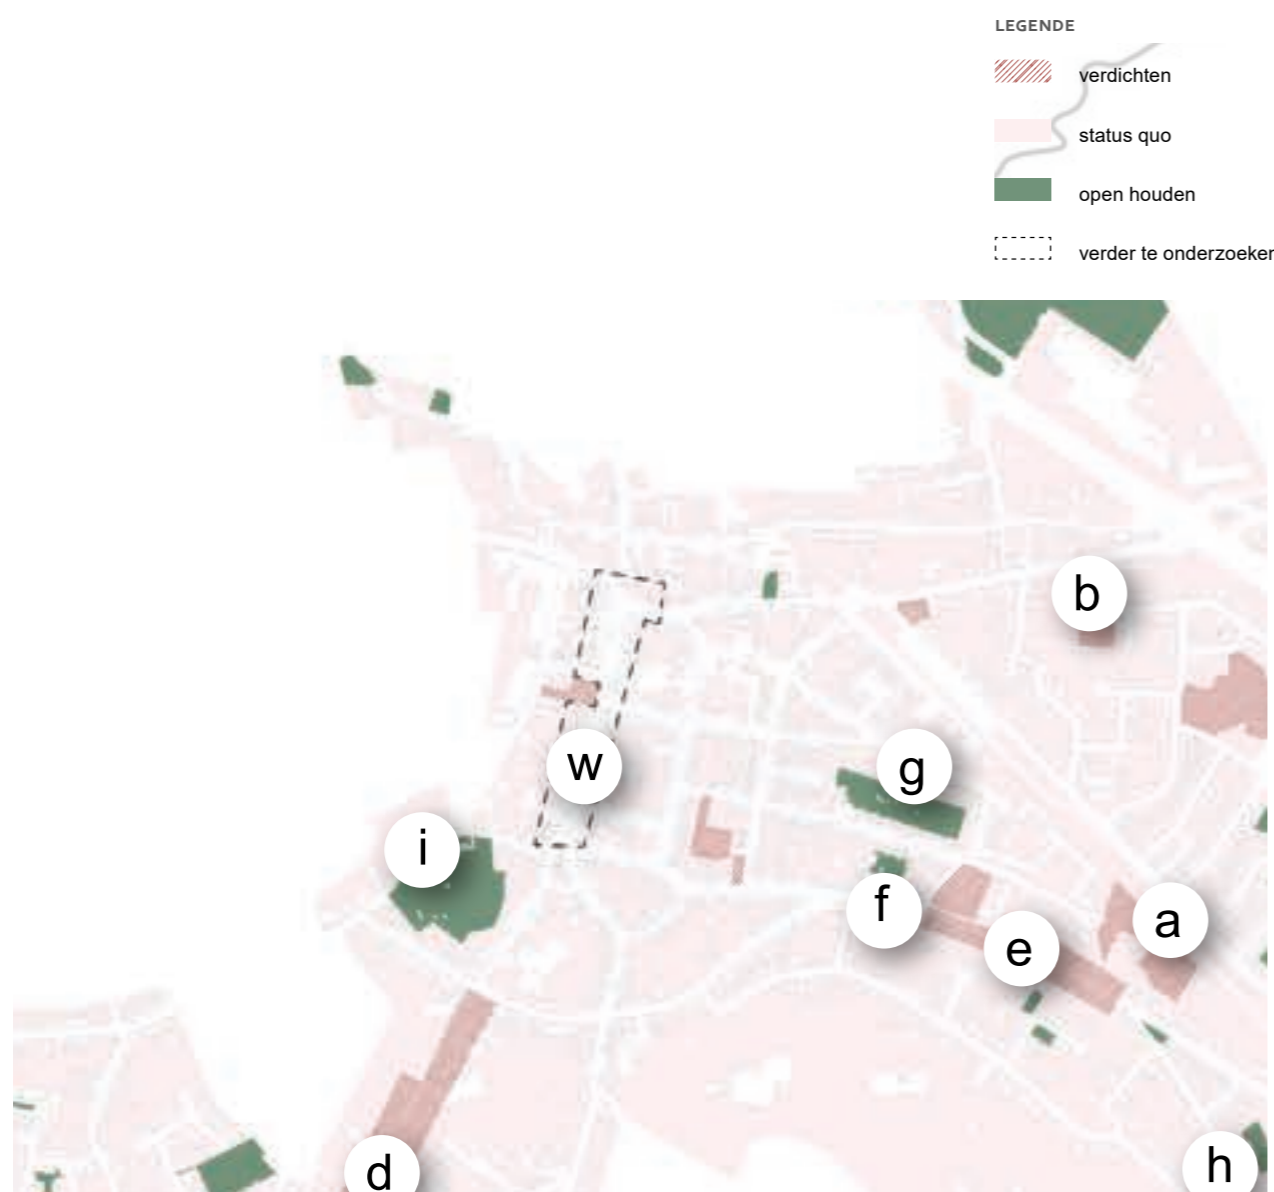 LEGENDE
verdichten
status quo
open houden
verder te onderzoeken
b
w
g
i
f
a
e
d
h